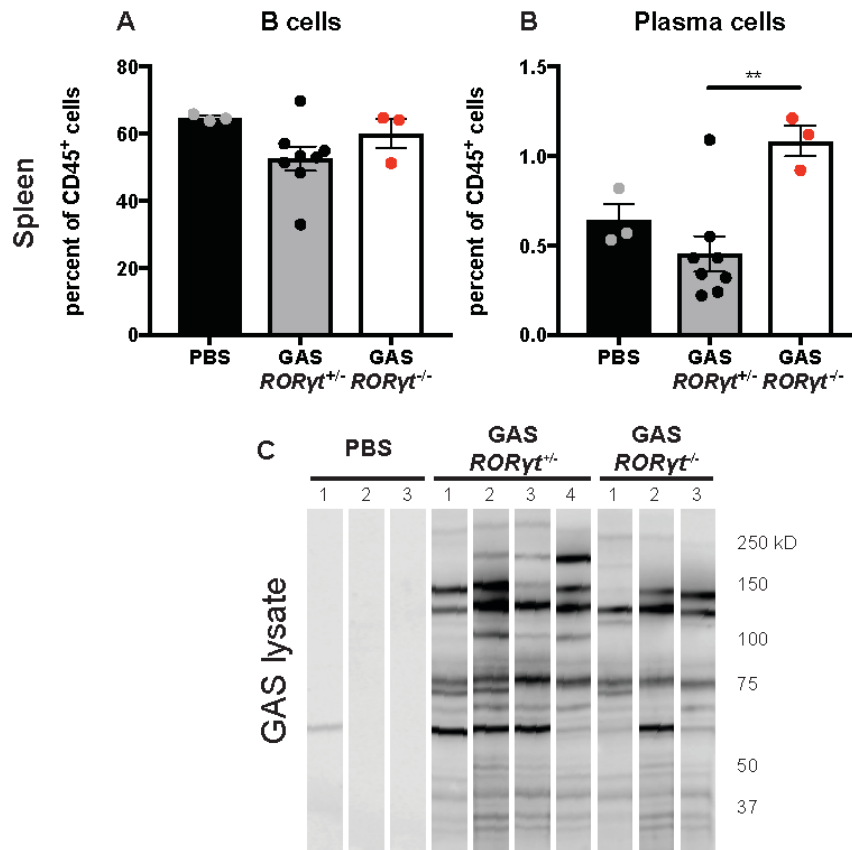 A
B cells
Spleen
percent of CD45⁺ cells
80
60
40
20
0
PBS
GAS
RORγt⁺/⁻
GAS
RORγt⁻/⁻
B
Plasma cells
percent of CD45⁺ cells
1.5
1.0
0.5
0.0
**
PBS
GAS
RORγt⁺/⁻
GAS
RORγt⁻/⁻
C
PBS
GAS
RORγt⁺/⁻
GAS
RORγt⁻/⁻
1 2 3 1 2 3 4 1 2 3
GAS lysate
250 kD
150
100
75
50
37